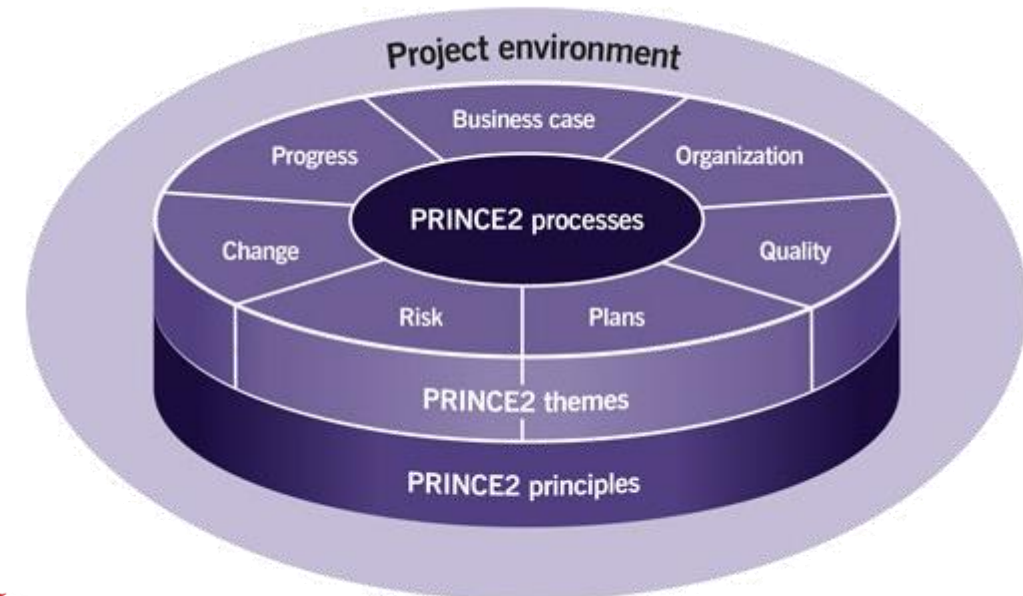 Project environment
Business case
Progress
Organization
PRINCE2 processes
Change
Quality
Risk
Plans
PRINCE2 themes
PRINCE2 principles